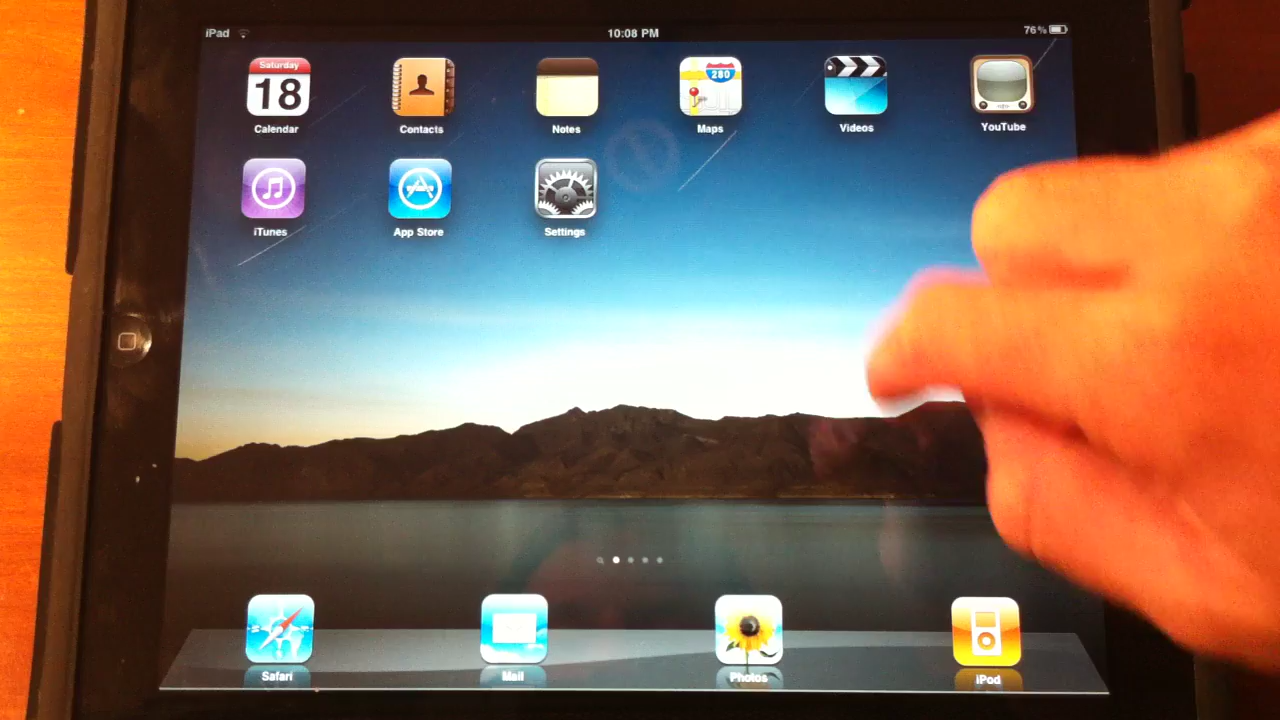 iPad 10:08 PM 76%
Saturday
18 280
Calendar Contacts Notes Maps Videos YouTube
iTunes App Store Settings
Safari Mail Photos iPod